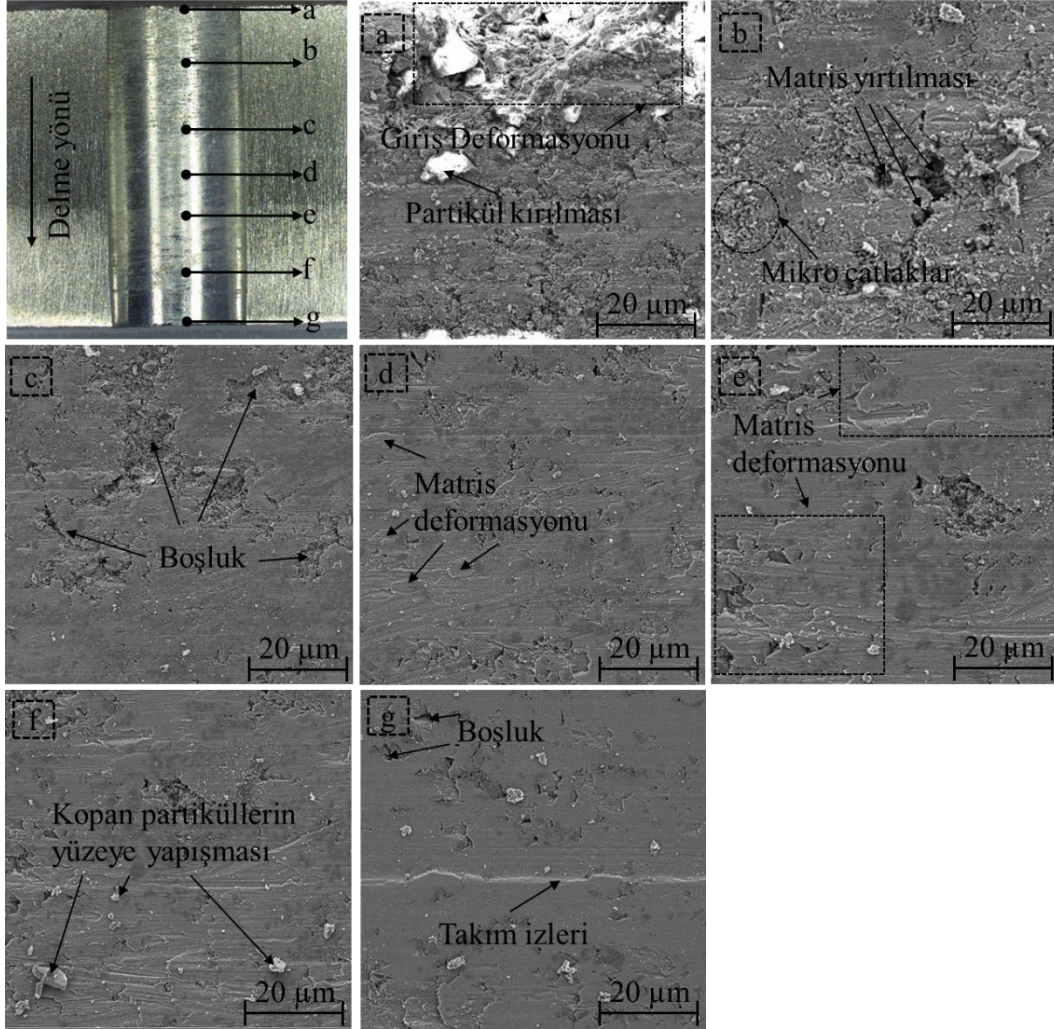 a
b
c
d
e
f
g
Delme yönü
a
Giriş Deformasyonu
Partikül kırılması
20 µm
b
Matris yırtılması
Mikro çatlaklar
20 µm
c
Boşluk
20 µm
d
Matris
deformasyonu
20 µm
e
Matris
deformasyonu
20 µm
f
Kopan partiküllerin
yüzeye yapışması
20 µm
g
Boşluk
Takım izleri
20 µm